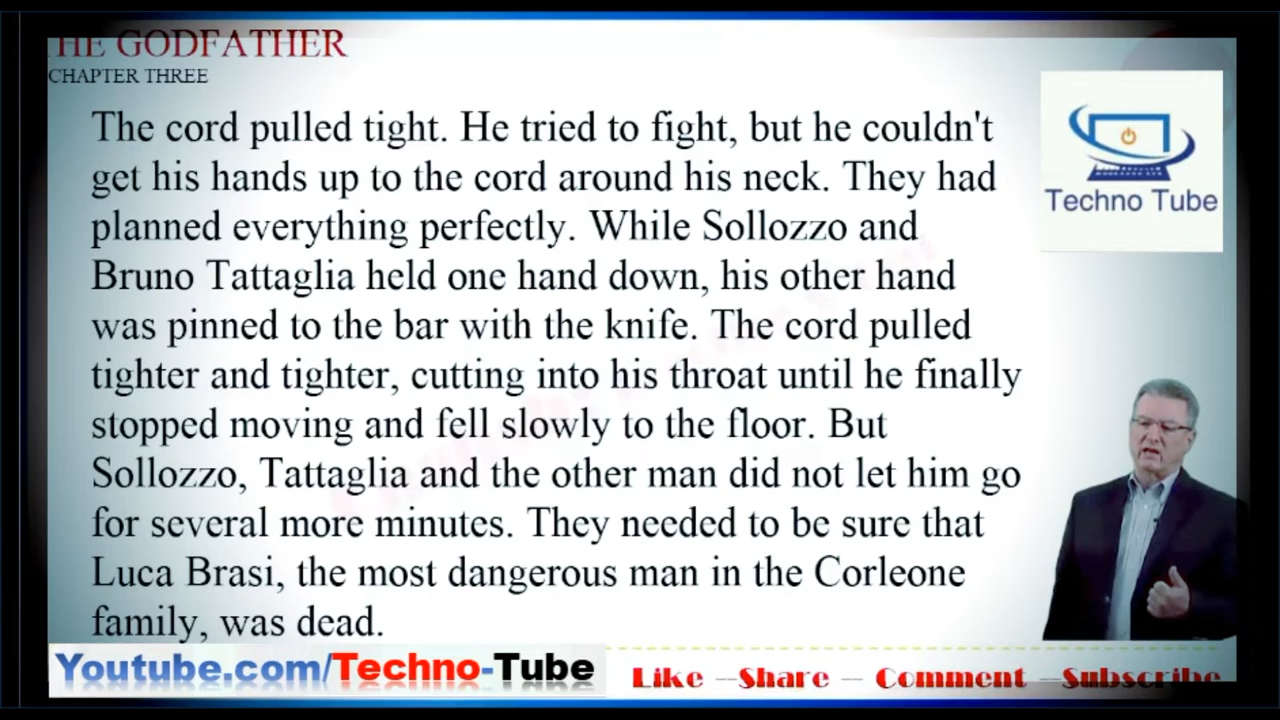 THE GODFATHER
CHAPTER THREE
The cord pulled tight. He tried to fight, but he couldn't
get his hands up to the cord around his neck. They had
planned everything perfectly. While Sollozzo and
Bruno Tattaglia held one hand down, his other hand
was pinned to the bar with the knife. The cord pulled
tighter and tighter, cutting into his throat until he finally
stopped moving and fell slowly to the floor. But
Sollozzo, Tattaglia and the other man did not let him go
for several more minutes. They needed to be sure that
Luca Brasi, the most dangerous man in the Corleone
family, was dead.
Techno Tube
Youtube.com/Techno-Tube
Like --Share -- Comment --Subscribe